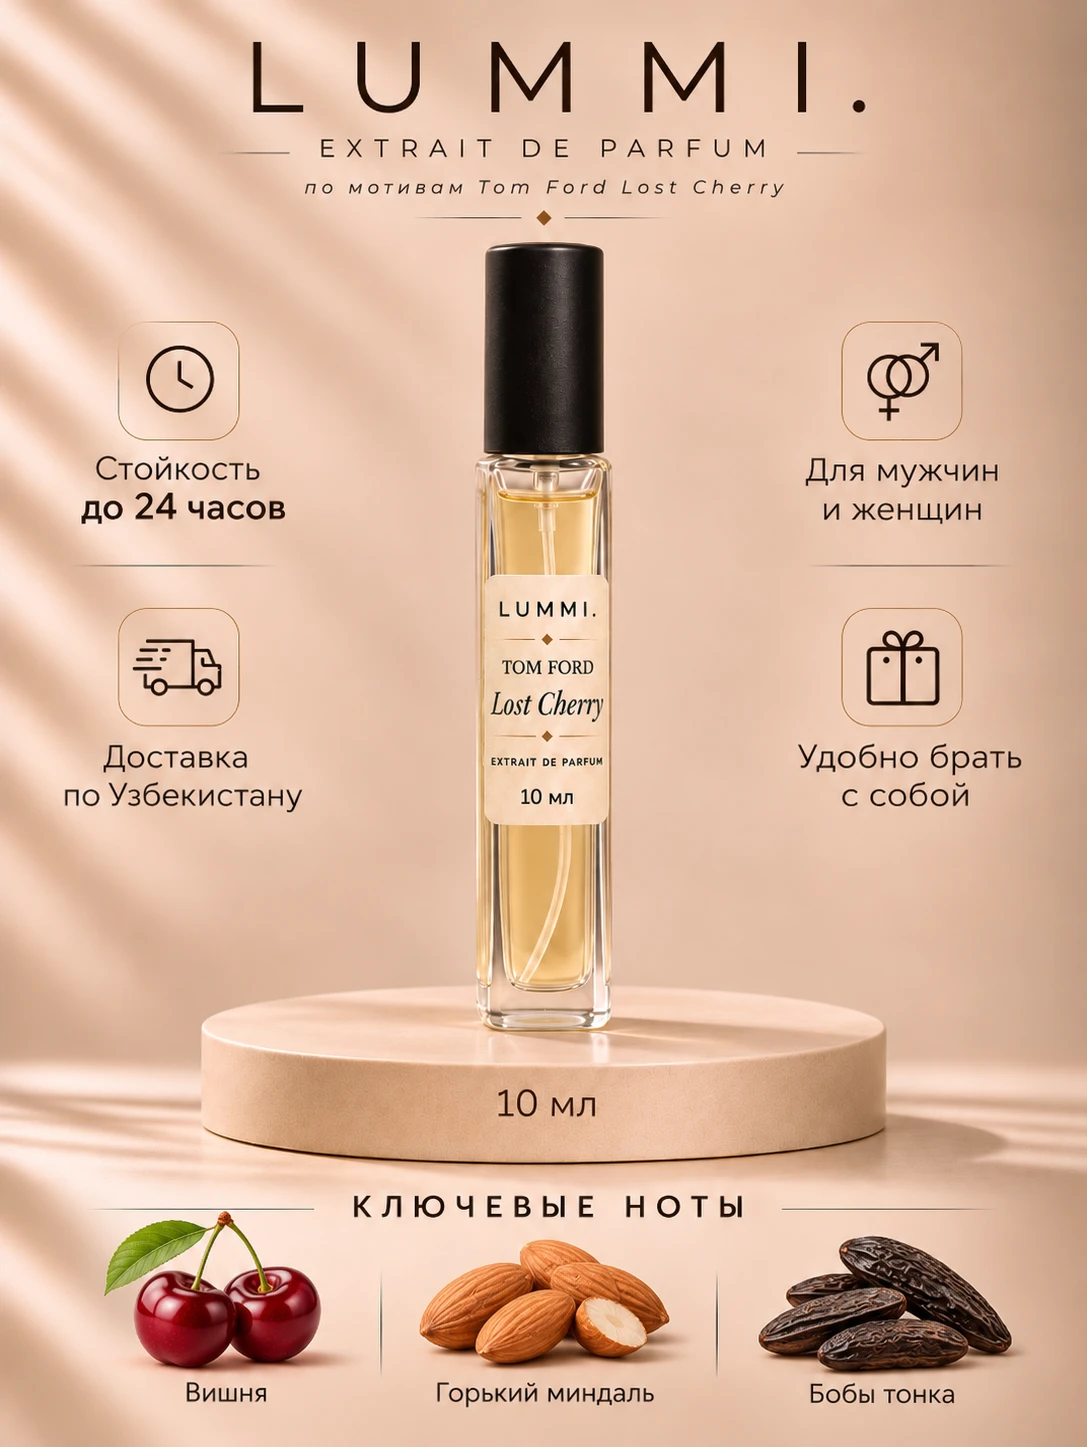 LUMMI.
EXTRAIT DE PARFUM
по мотивам Tom Ford Lost Cherry
Стойкость
до 24 часов
Для мужчин
и женщин
Доставка
по Узбекистану
Удобно брать
с собой
LUMMI.
TOM FORD
Lost Cherry
EXTRAIT DE PARFUM
10 мл
10 мл
КЛЮЧЕВЫЕ НОТЫ
Вишня
Горький миндаль
Бобы тонка